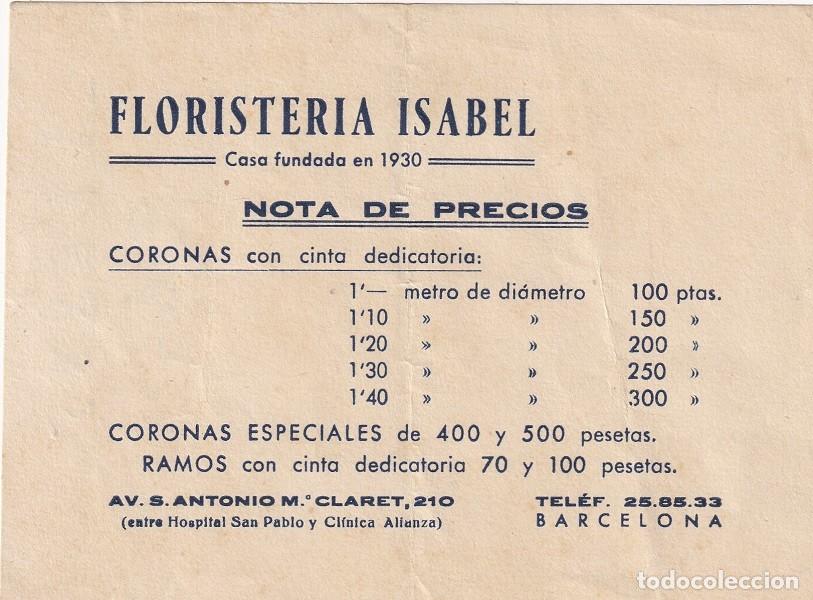 FLORISTERIA ISABEL
Casa fundada en 1930
NOTA DE PRECIOS
CORONAS con cinta dedicatoria:
1'— metro de diámetro 100 ptas.
1'10 » » 150 »
1'20 » » 200 »
1'30 » » 250 »
1'40 » » 300 »
CORONAS ESPECIALES de 400 y 500 pesetas.
RAMOS con cinta dedicatoria 70 y 100 pesetas.
AV. S. ANTONIO M.ª CLARET, 210 TELÉF. 25.85.33
(entre Hospital San Pablo y Clínica Alianza) BARCELONA
todocoleccion